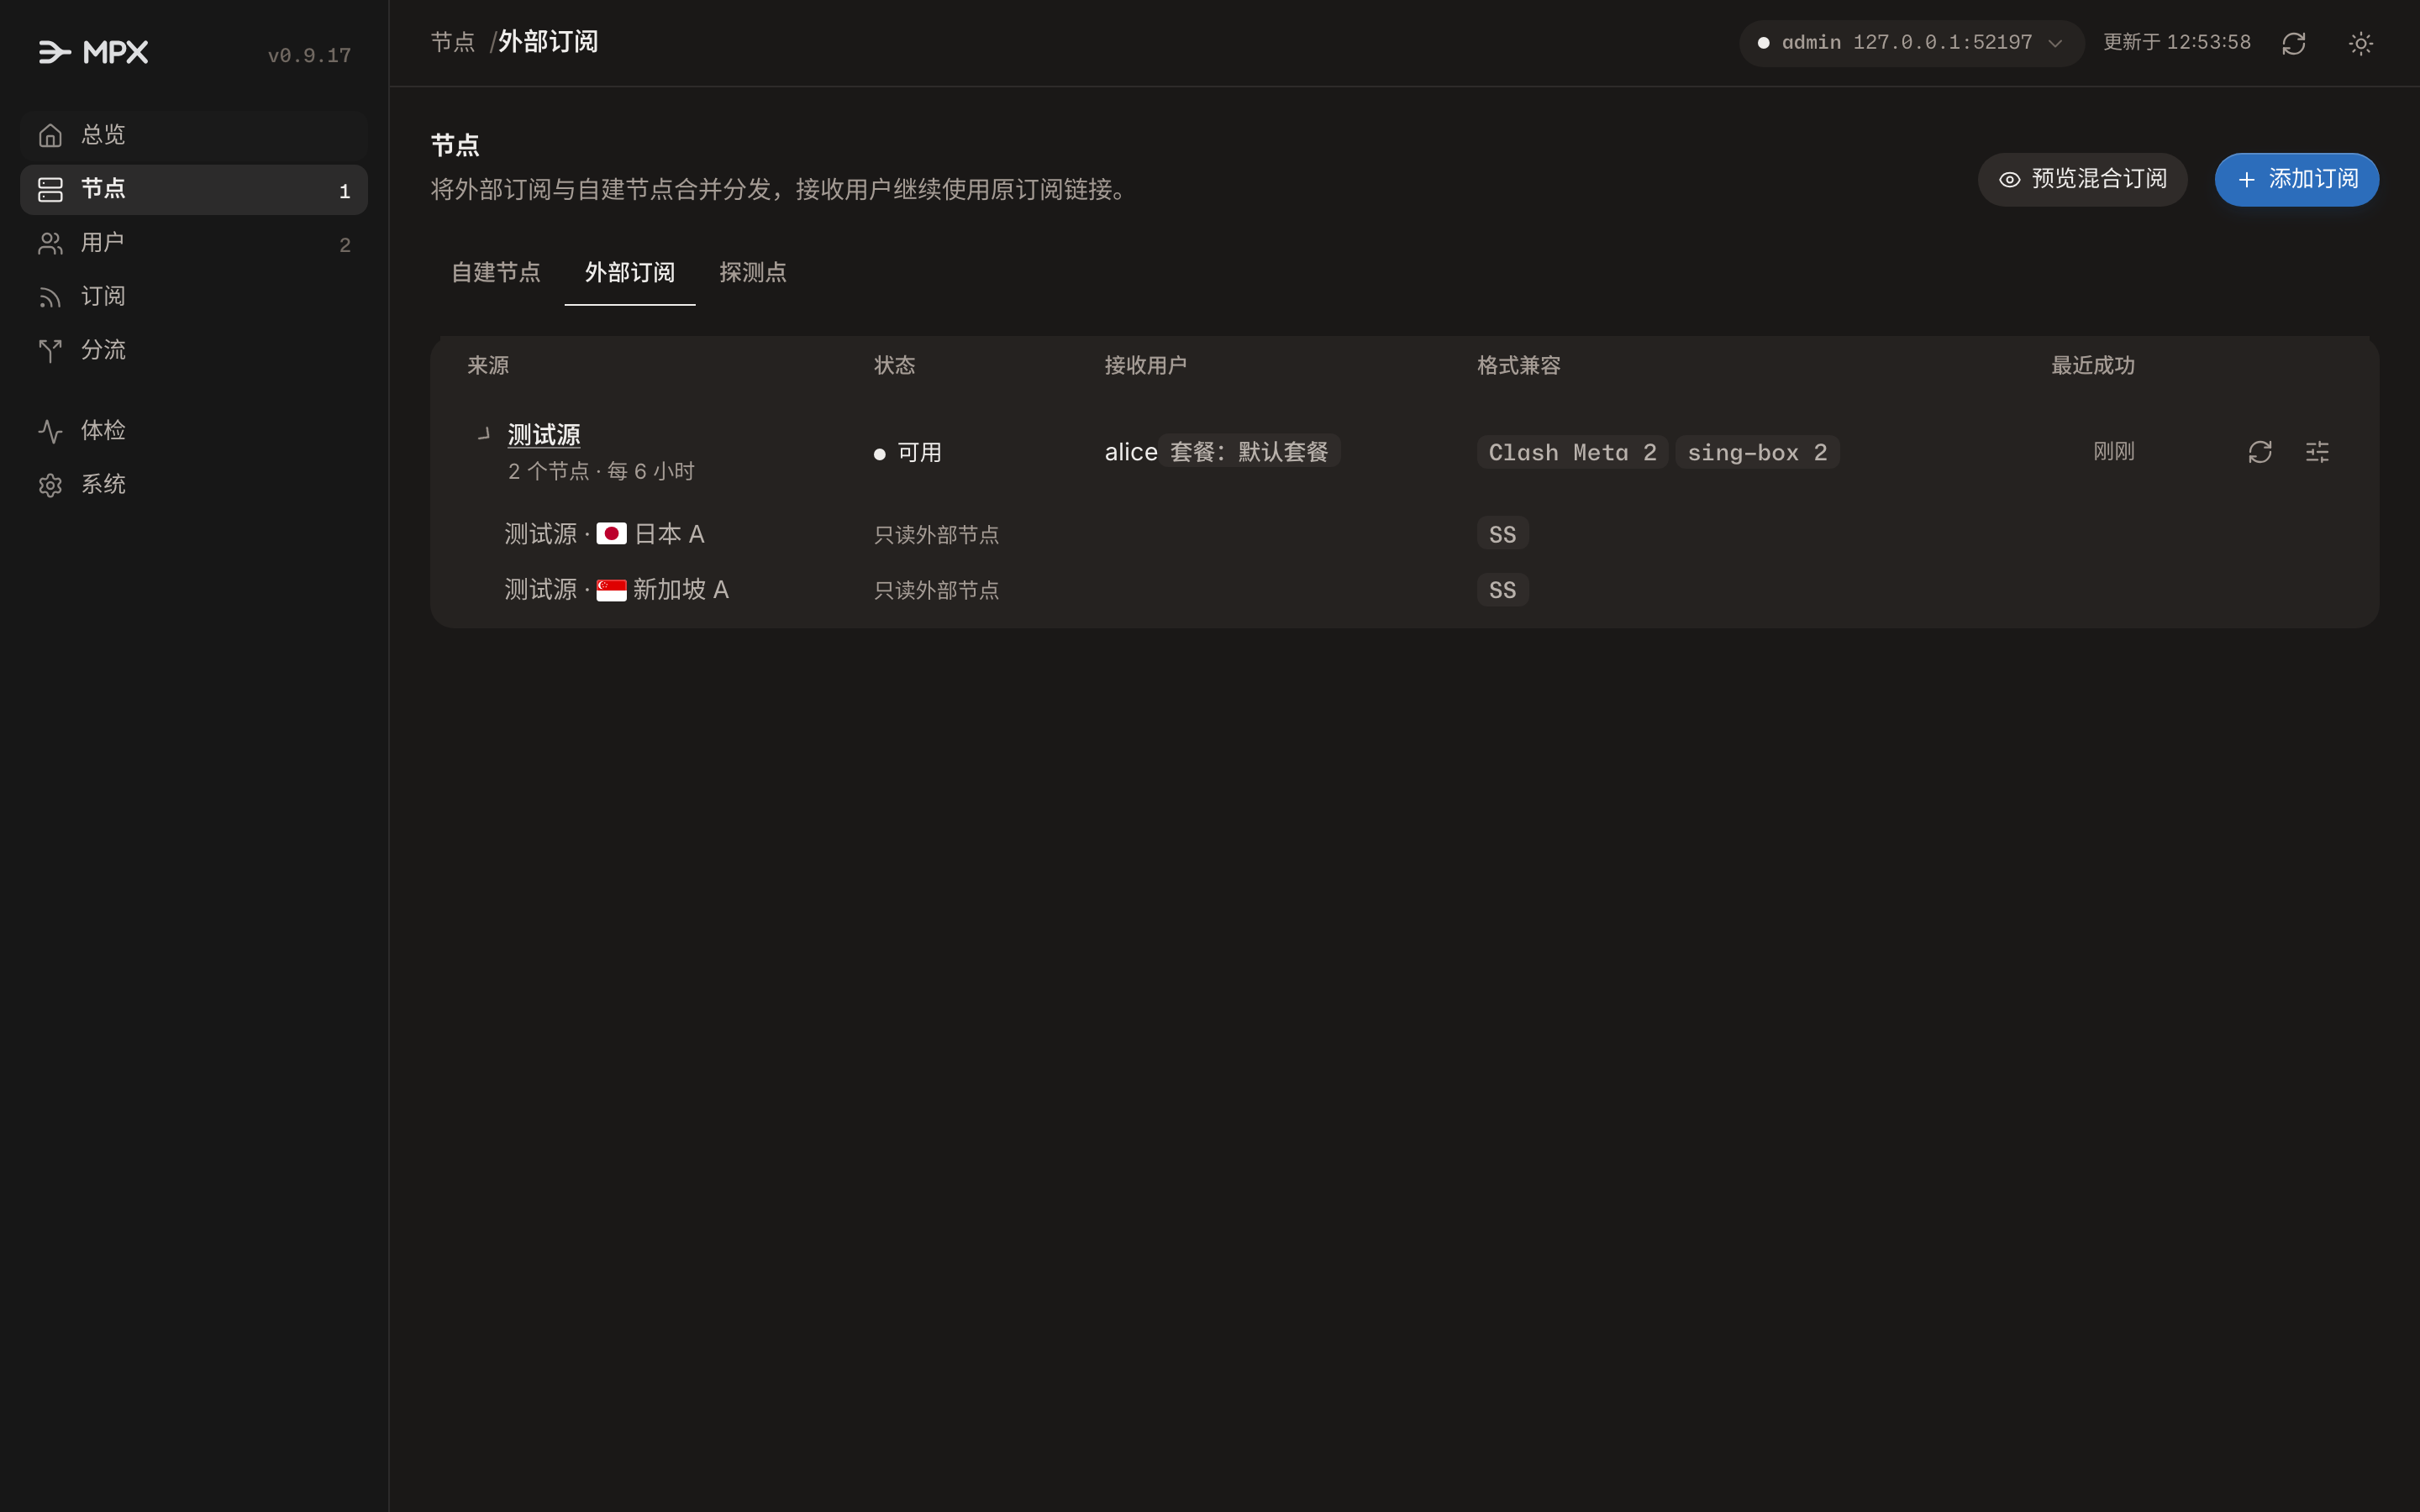 MPX v0.9.17
总览
节点 1
用户 2
订阅
分流
体检
系统
节点 /外部订阅
admin 127.0.0.1:52197 更新于 12:53:58
节点
将外部订阅与自建节点合并分发，接收用户继续使用原订阅链接。
预览混合订阅 添加订阅
自建节点 外部订阅 探测点
来源 状态 接收用户 格式兼容 最近成功
测试源
2 个节点 · 每 6 小时
可用 alice 套餐：默认套餐 Clash Meta 2 sing-box 2 刚刚
测试源 · 🇯🇵 日本 A 只读外部节点 SS
测试源 · 🇸🇬 新加坡 A 只读外部节点 SS